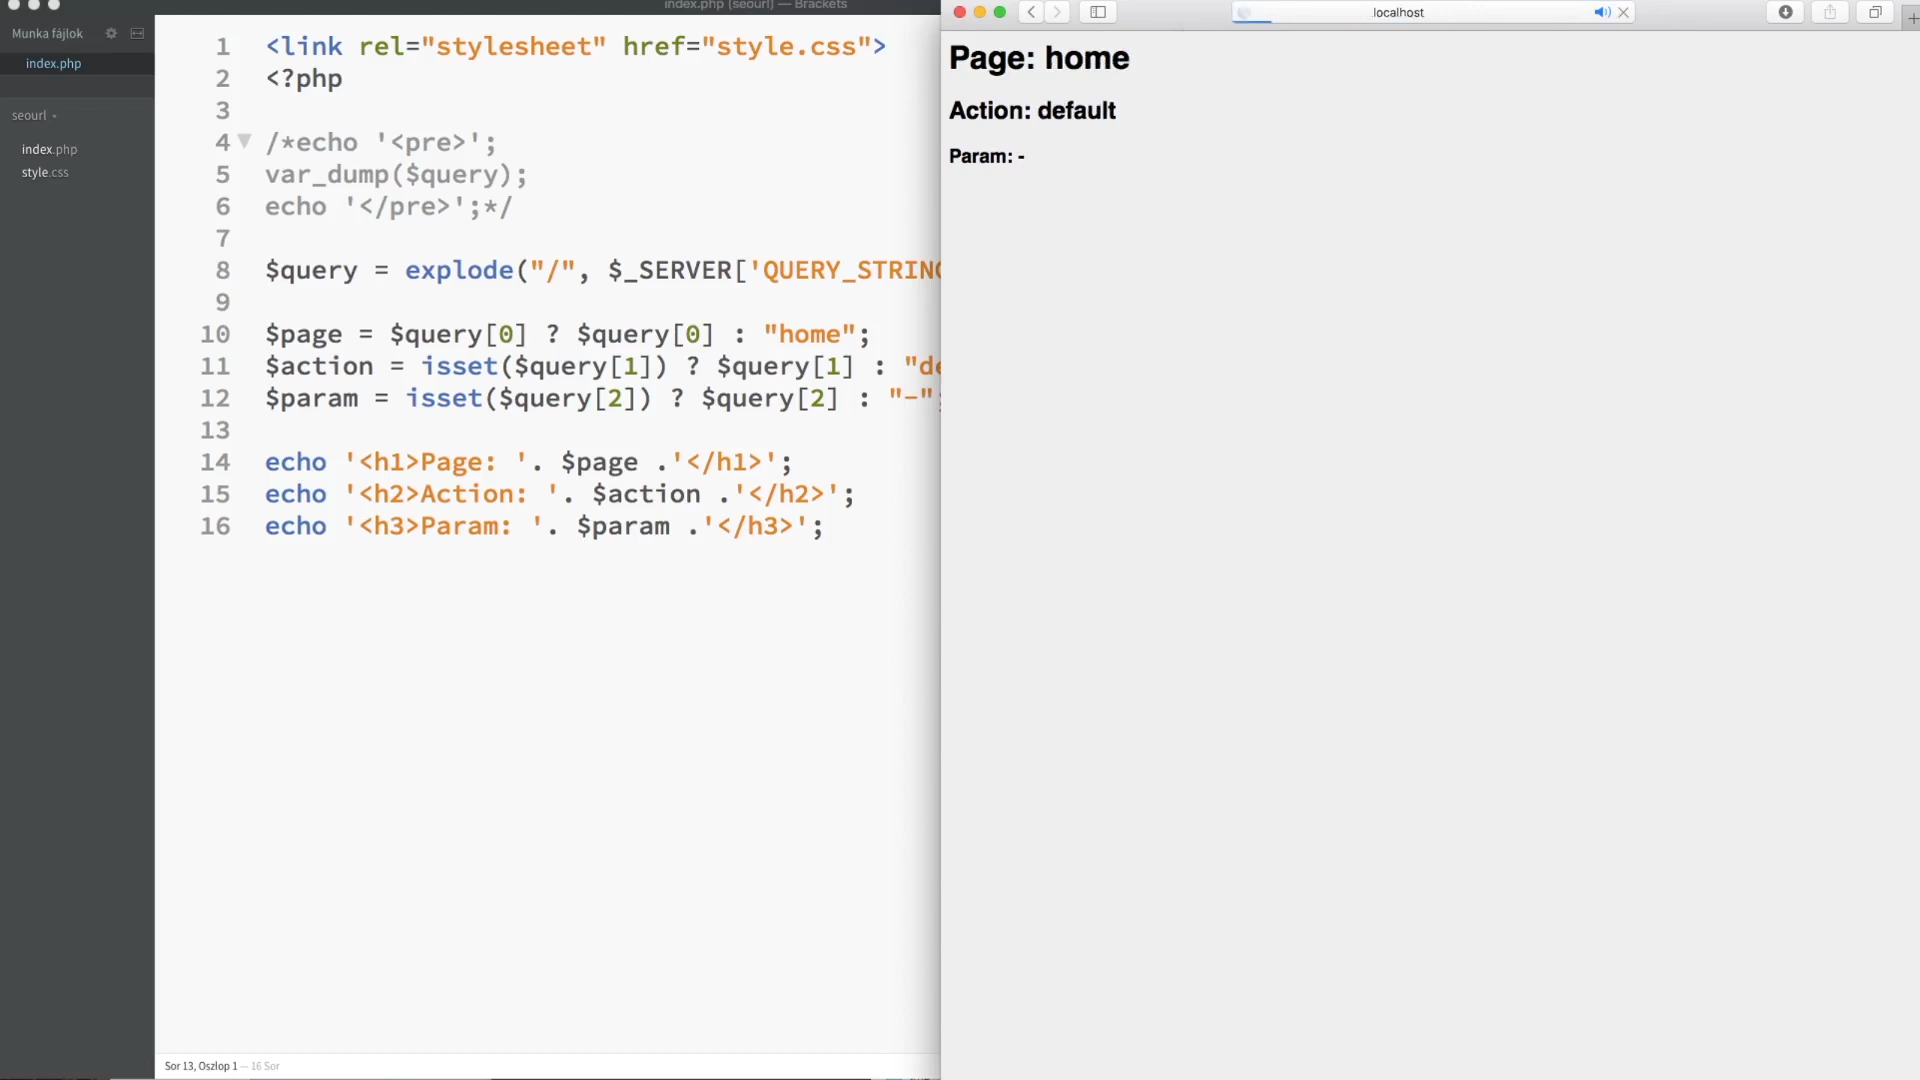 index.php (seourl) — Brackets
Munka fájlok
index.php
seourl
index.php
style.css
1 <link rel="stylesheet" href="style.css">
2 <?php
3
4 /*echo '<pre>';
5 var_dump($query);
6 echo '</pre>';*/
7
8 $query = explode("/", $_SERVER['QUERY_STRING
9
10 $page = $query[0] ? $query[0] : "home";
11 $action = isset($query[1]) ? $query[1] : "de
12 $param = isset($query[2]) ? $query[2] : "-";
13
14 echo '<h1>Page: '. $page .'</h1>';
15 echo '<h2>Action: '. $action .'</h2>';
16 echo '<h3>Param: '. $param .'</h3>';
Sor 13, Oszlop 1 — 16 Sor
localhost
Page: home
Action: default
Param: -